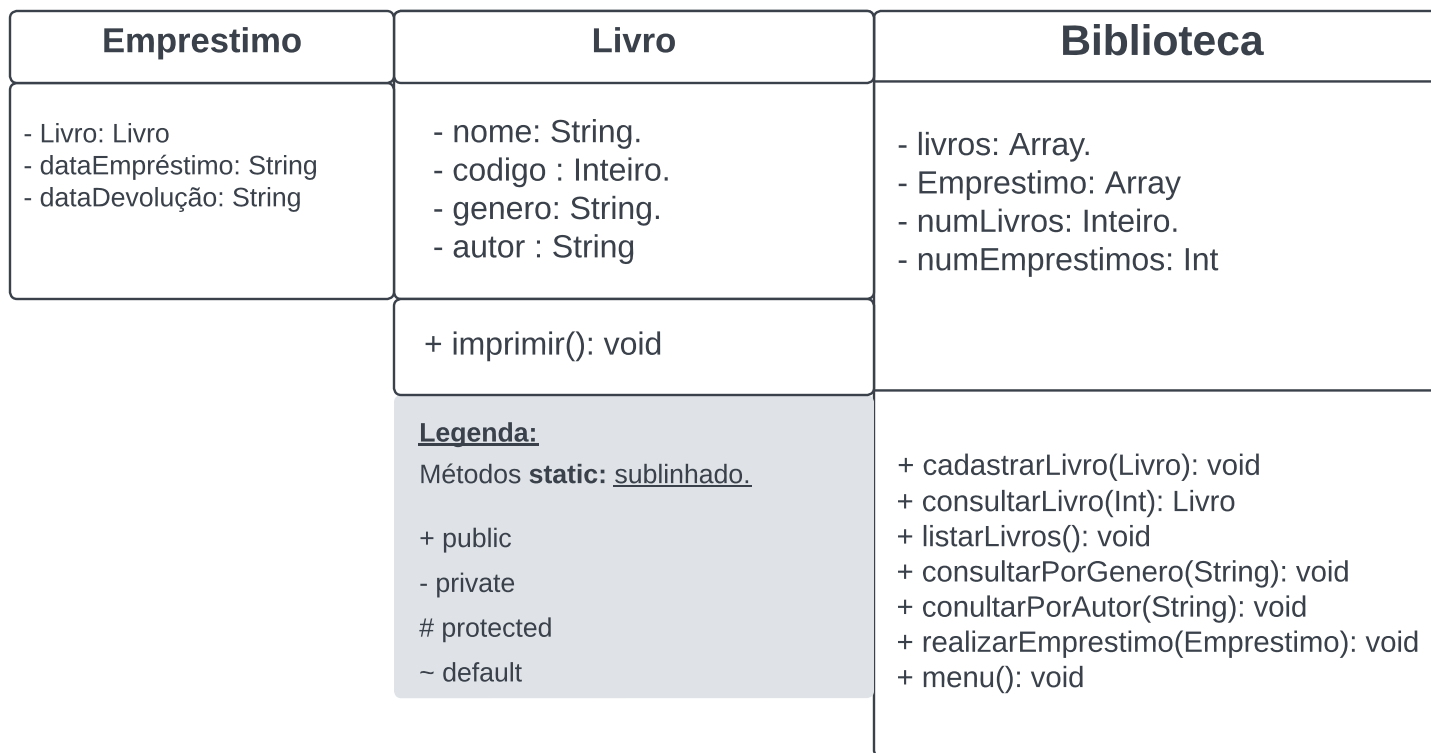 Emprestimo
- Livro: Livro
- dataEmpréstimo: String
- dataDevolução: String
Livro
- nome: String.
- codigo : Inteiro.
- genero: String.
- autor : String
+ imprimir(): void
Legenda:
Métodos static: sublinhado.
+ public
- private
# protected
~ default
Biblioteca
- livros: Array.
- Emprestimo: Array
- numLivros: Inteiro.
- numEmprestimos: Int
+ cadastrarLivro(Livro): void
+ consultarLivro(Int): Livro
+ listarLivros(): void
+ consultarPorGenero(String): void
+ conultarPorAutor(String): void
+ realizarEmprestimo(Emprestimo): void
+ menu(): void